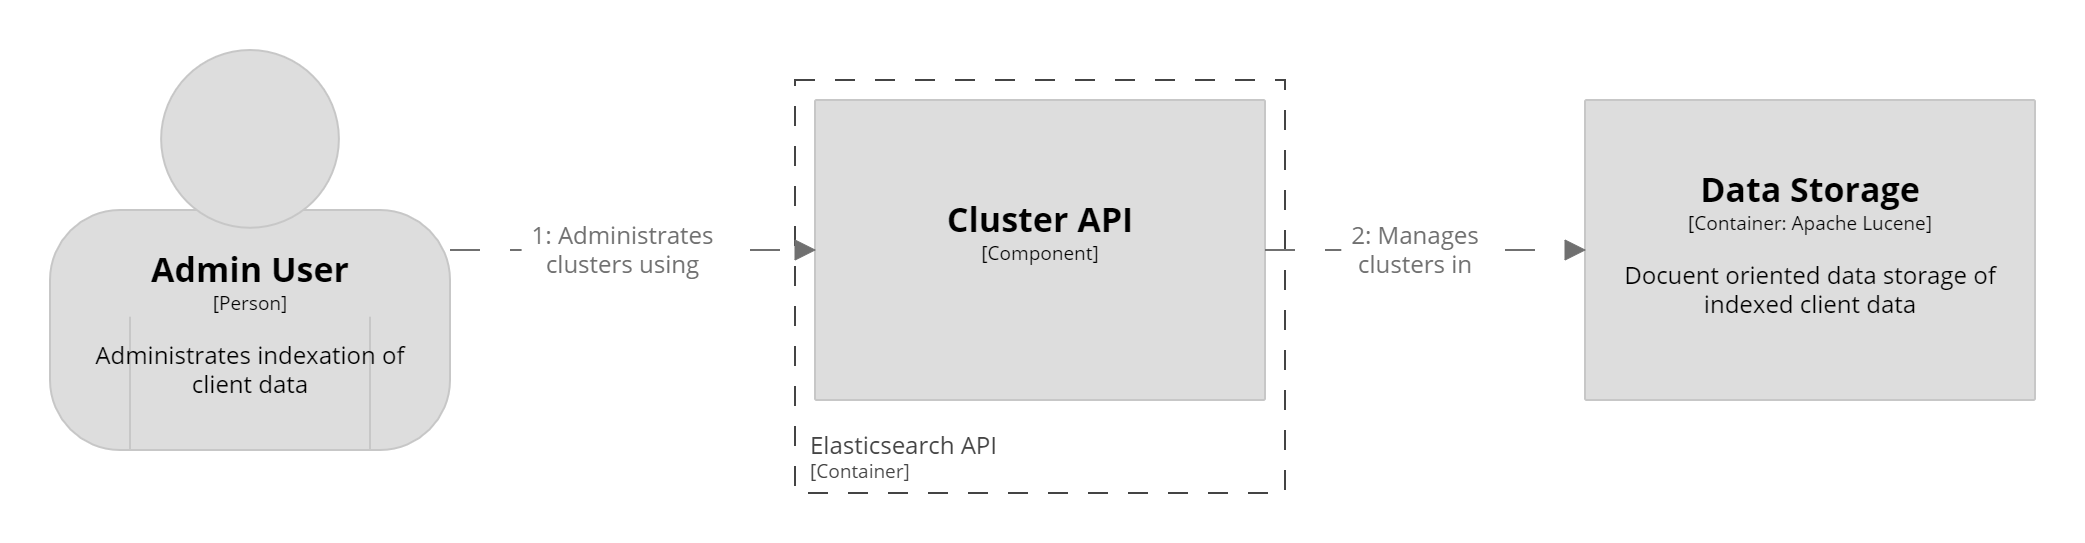 Admin User
[Person]
Administrates indexation of
client data
1: Administrates
clusters using
Cluster API
[Component]
Elasticsearch API
[Container]
2: Manages
clusters in
Data Storage
[Container: Apache Lucene]
Docuent oriented data storage of
indexed client data